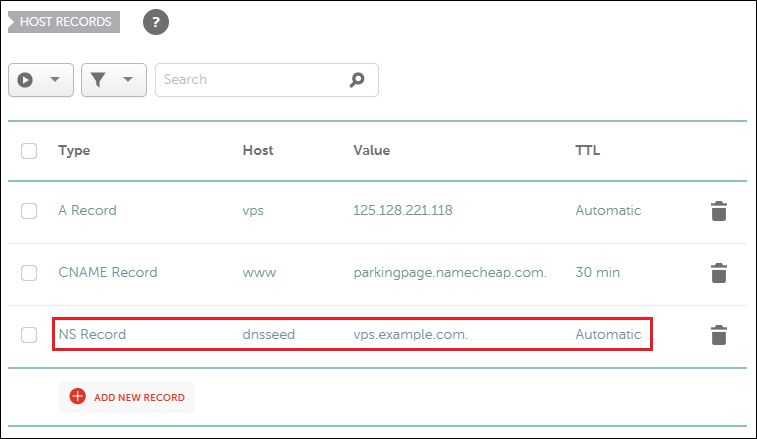 HOST RECORDS ?
Search
Type Host Value TTL
A Record vps 125.128.221.118 Automatic
CNAME Record www parkingpage.namecheap.com. 30 min
NS Record dnsseed vps.example.com. Automatic
ADD NEW RECORD